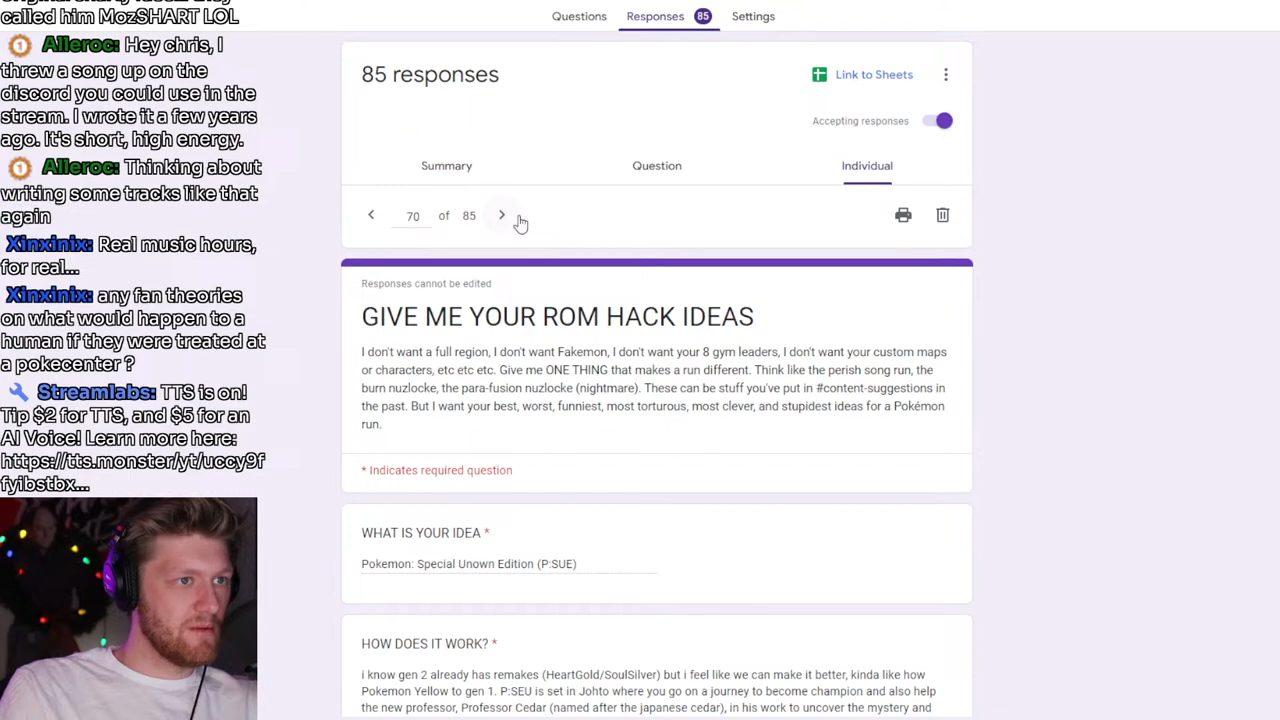 called him MozSHART LOL
Alleroc: Hey chris, I
threw a song up on the
discord you could use in the
stream. I wrote it a few years
ago. It's short, high energy.
Alleroc: Thinking about
writing some tracks like that
again
Xinxinix: Real music hours,
for real...
Xinxinix: any fan theories
on what would happen to a
human if they were treated at
a pokecenter ?
Streamlabs: TTS is on!
Tip $2 for TTS, and $5 for an
AI Voice! Learn more here:
https://tts.monster/yt/uccy9f
fyibstbx...
Questions Responses 85 Settings
85 responses
Link to Sheets
Accepting responses
Summary Question Individual
70 of 85
Responses cannot be edited
GIVE ME YOUR ROM HACK IDEAS
I don't want a full region, I don't want Fakemon, I don't want your 8 gym leaders, I don't want your custom maps
or characters, etc etc etc. Give me ONE THING that makes a run different. Think like the perish song run, the
burn nuzlocke, the para-fusion nuzlocke (nightmare). These can be stuff you've put in #content-suggestions in
the past. But I want your best, worst, funniest, most torturous, most clever, and stupidest ideas for a Pokémon
run.
* Indicates required question
WHAT IS YOUR IDEA *
Pokemon: Special Unown Edition (P:SUE)
HOW DOES IT WORK? *
i know gen 2 already has remakes (HeartGold/SoulSilver) but i feel like we can make it better, kinda like how
Pokemon Yellow to gen 1. P:SEU is set in Johto where you go on a journey to become champion and also help
the new professor, Professor Cedar (named after the japanese cedar), in his work to uncover the mystery and